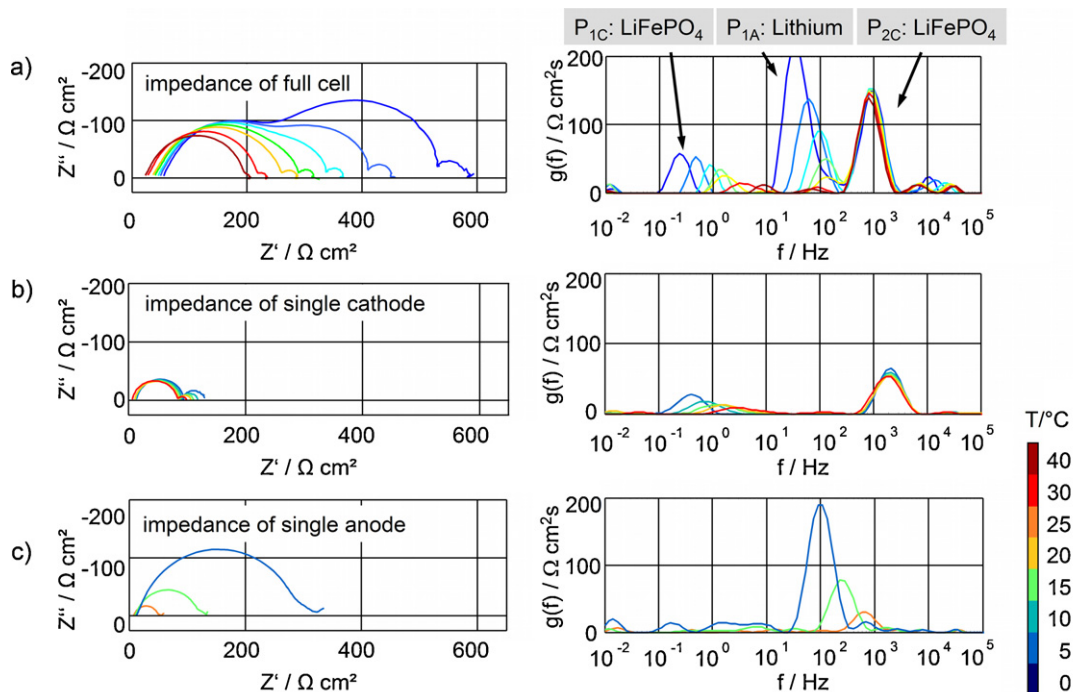 P1C: LiFePO4 P1A: Lithium P2C: LiFePO4
a)
-200
-100
0
Z“ / Ω cm²
impedance of full cell
0 200 400 600
Z‘ / Ω cm²
200
100
0
g(f) / Ω cm²s
10⁻² 10⁻¹ 10⁰ 10¹ 10² 10³ 10⁴ 10⁵
f / Hz
b)
-200
-100
0
Z“ / Ω cm²
impedance of single cathode
0 200 400 600
Z‘ / Ω cm²
200
100
0
g(f) / Ω cm²s
10⁻² 10⁻¹ 10⁰ 10¹ 10² 10³ 10⁴ 10⁵
f / Hz
c)
-200
-100
0
Z“ / Ω cm²
impedance of single anode
0 200 400 600
Z‘ / Ω cm²
200
100
0
g(f) / Ω cm²s
10⁻² 10⁻¹ 10⁰ 10¹ 10² 10³ 10⁴ 10⁵
f / Hz
T/°C
40
30
25
20
15
10
5
0